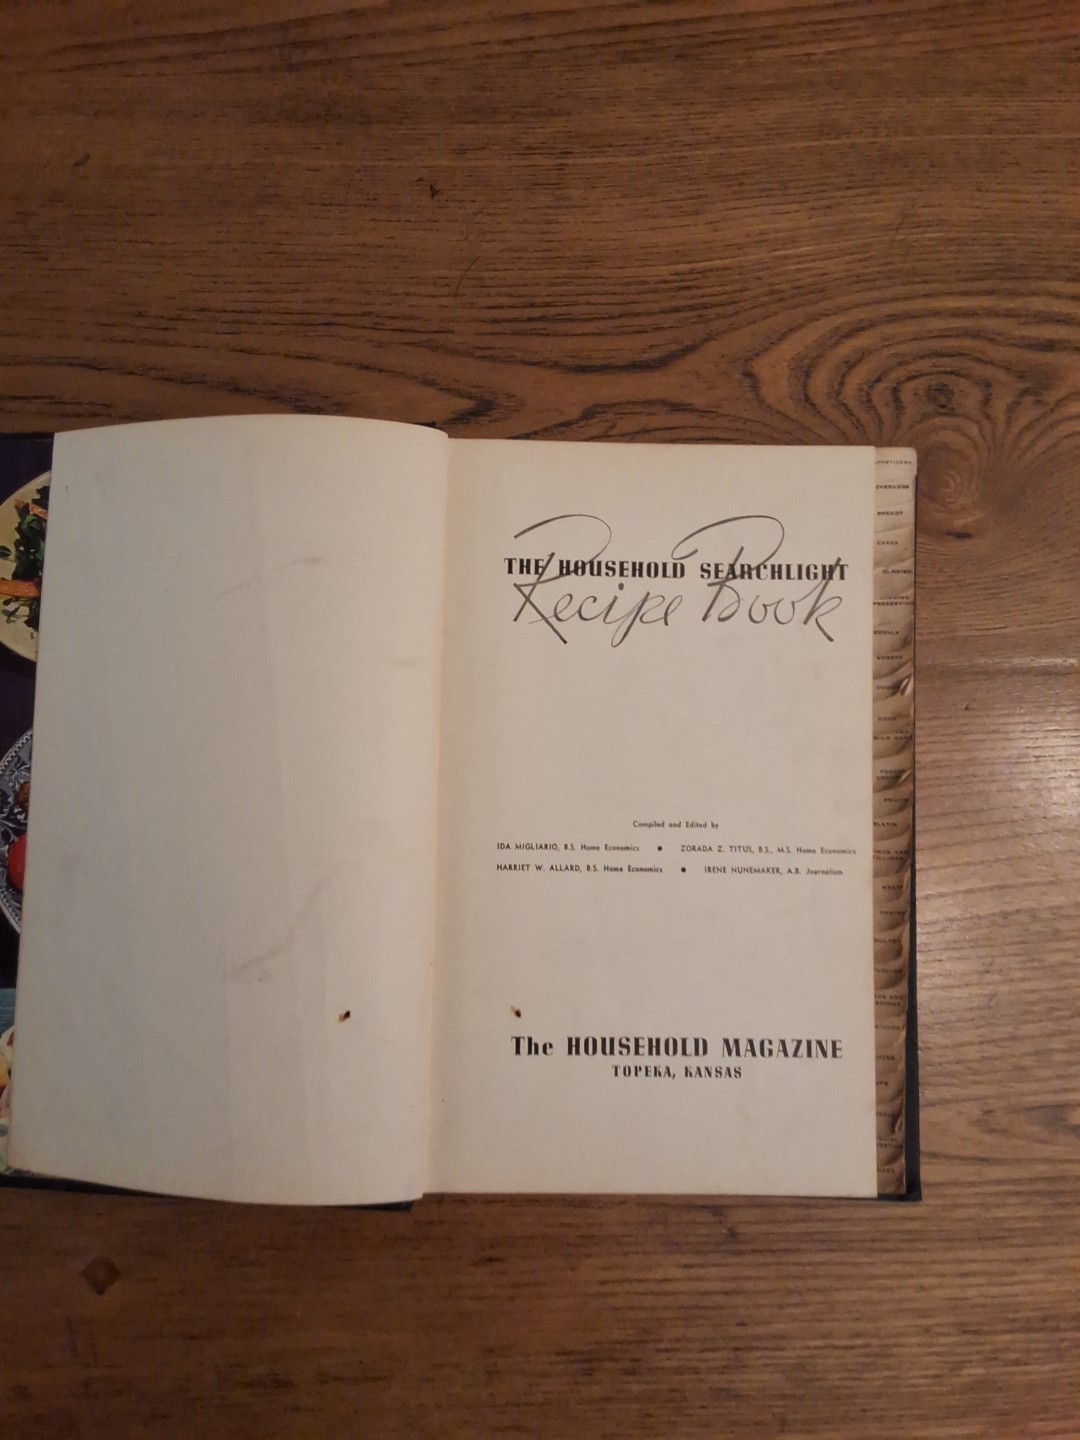 THE HOUSEHOLD SEARCHLIGHT
Recipe Book
Compiled and Edited by
IDA MIGLIARIO, B.S. Home Economics • ZORADA Z. TITUS, B.S., M.S. Home Economics
HARRIET W. ALLARD, B.S. Home Economics • IRENE NUNEMAKER, A.B. Journalism
The HOUSEHOLD MAGAZINE
TOPEKA, KANSAS
BREADS